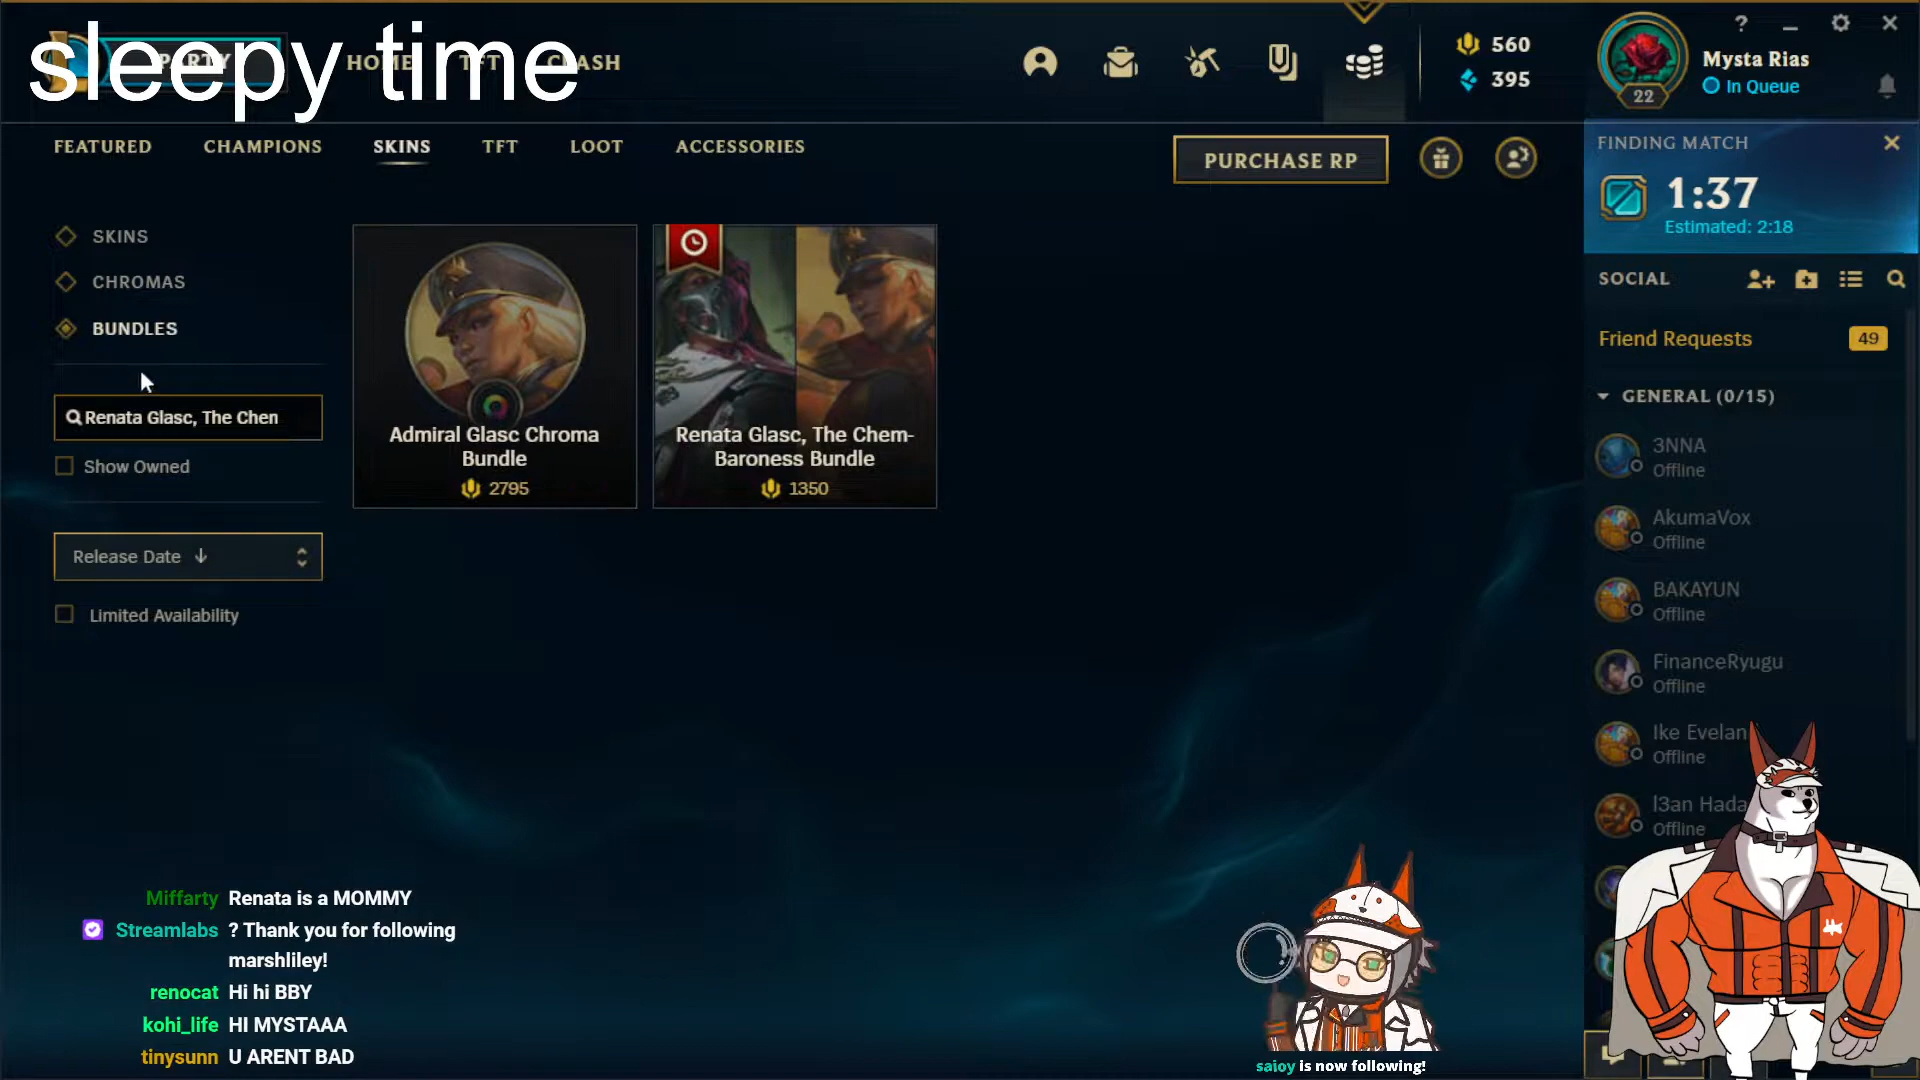 sleepy time
PARTY
HOME
TFT
CLASH
560
395
22
Mysta Rias
In Queue
FEATURED
CHAMPIONS
SKINS
TFT
LOOT
ACCESSORIES
PURCHASE RP
FINDING MATCH
1:37
Estimated: 2:18
SKINS
CHROMAS
BUNDLES
Renata Glasc, The Chem
Show Owned
Release Date
Limited Availability
Admiral Glasc Chroma
Bundle
2795
Renata Glasc, The Chem-
Baroness Bundle
1350
SOCIAL
Friend Requests
49
GENERAL (0/15)
3NNA
Offline
AkumaVox
Offline
BAKAYUN
Offline
FinanceRyugu
Offline
Ike Evelan
Offline
l3an Hada
Offline
Miffarty Renata is a MOMMY
Streamlabs ? Thank you for following
marshliley!
renocat Hi hi BBY
kohi_life HI MYSTAAA
tinysunn U ARENT BAD
saioy is now following!